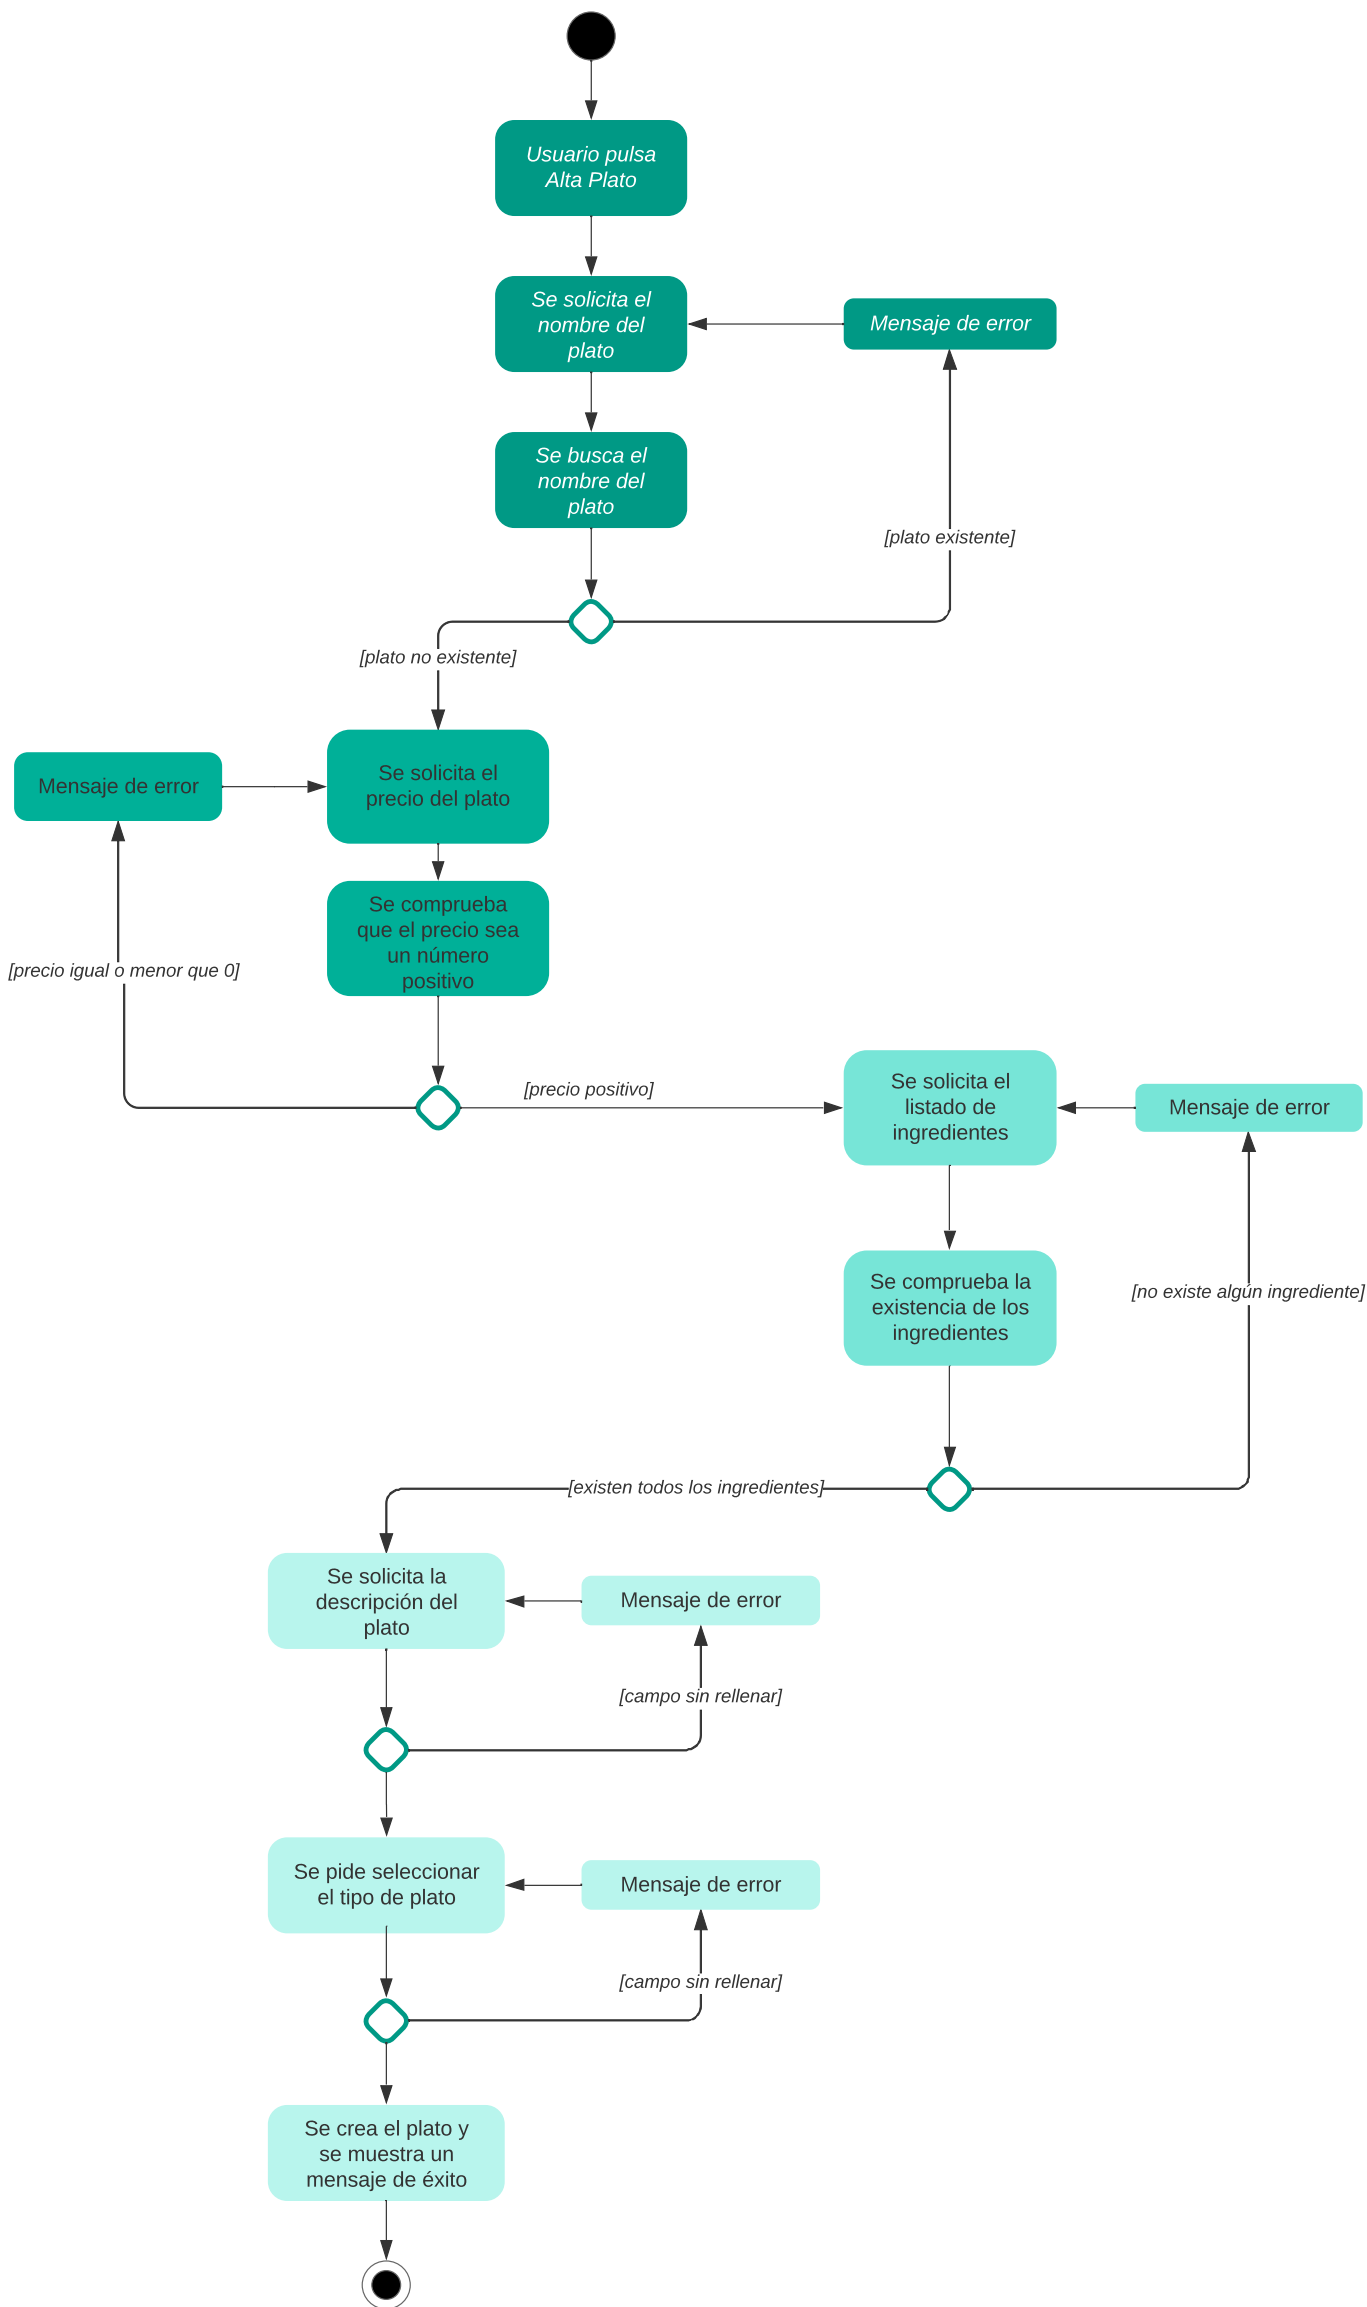 Usuario pulsa
Alta Plato
Se solicita el
nombre del
plato
Mensaje de error
Se busca el
nombre del
plato
[plato existente]
[plato no existente]
Mensaje de error
Se solicita el
precio del plato
Se comprueba
que el precio sea
un número
positivo
[precio igual o menor que 0]
[precio positivo]
Se solicita el
listado de
ingredientes
Mensaje de error
Se comprueba la
existencia de los
ingredientes
[no existe algún ingrediente]
[existen todos los ingredientes]
Se solicita la
descripción del
plato
Mensaje de error
[campo sin rellenar]
Se pide seleccionar
el tipo de plato
Mensaje de error
[campo sin rellenar]
Se crea el plato y
se muestra un
mensaje de éxito